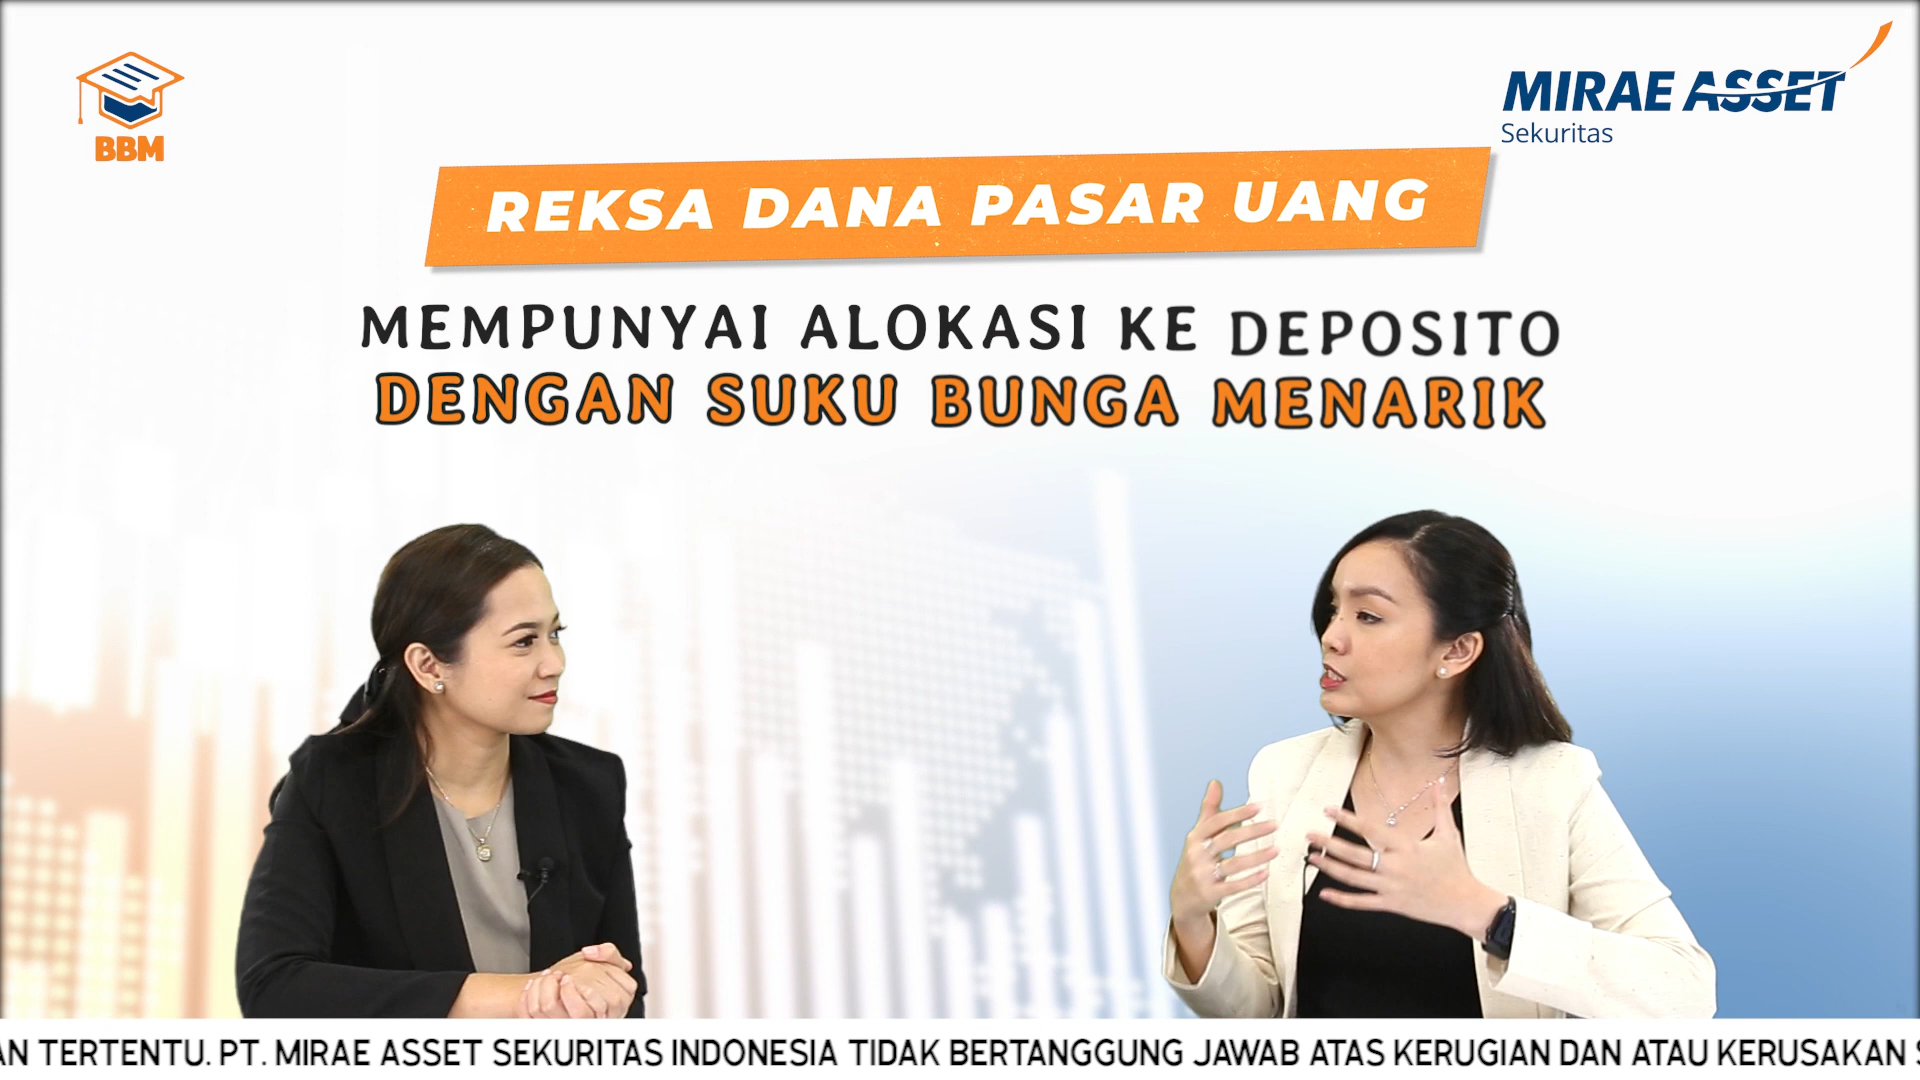 BBM
MIRAE ASSET
Sekuritas
REKSA DANA PASAR UANG
MEMPUNYAI ALOKASI KE DEPOSITO
DENGAN SUKU BUNGA MENARIK
TERTENTU. PT. MIRAE ASSET SEKURITAS INDONESIA TIDAK BERTANGGUNG JAWAB ATAS KERUGIAN DAN ATAU KERUSAKAN